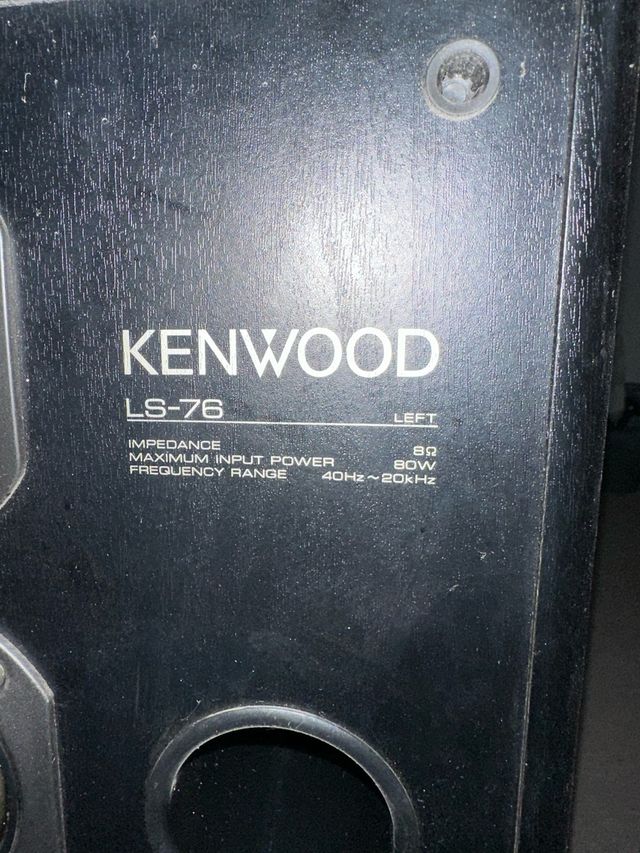 KENWOOD
LS-76 LEFT
IMPEDANCE 8Ω
MAXIMUM INPUT POWER 80W
FREQUENCY RANGE 40Hz~20kHz